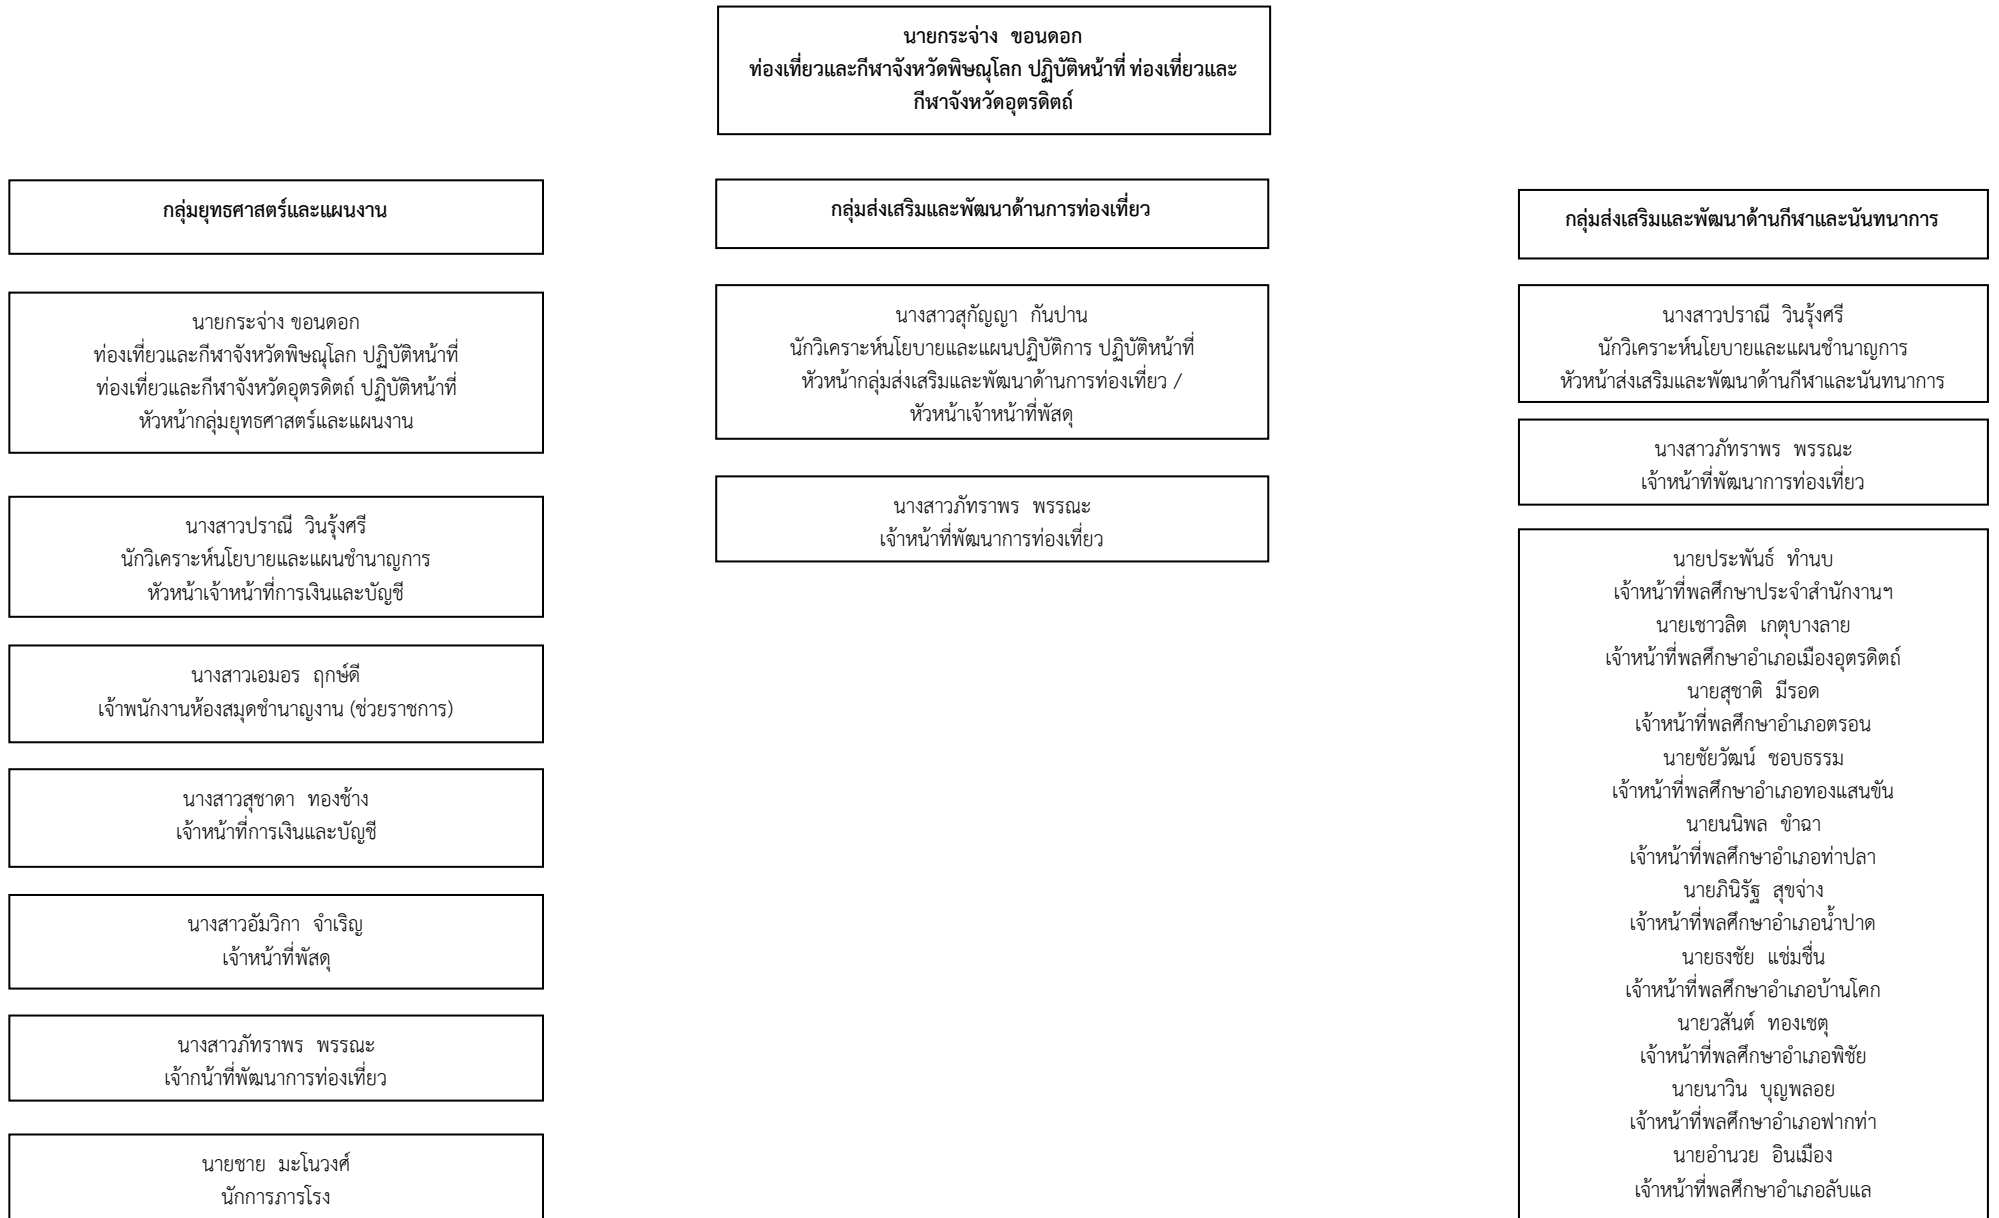 นายกระจ่าง ขอนดอก
ท่องเที่ยวและกีฬาจังหวัดพิษณุโลก ปฏิบัติหน้าที่ ท่องเที่ยวและ
กีฬาจังหวัดอุตรดิตถ์
กลุ่มยุทธศาสตร์และแผนงาน
นายกระจ่าง ขอนดอก
ท่องเที่ยวและกีฬาจังหวัดพิษณุโลก ปฏิบัติหน้าที่
ท่องเที่ยวและกีฬาจังหวัดอุตรดิตถ์ ปฏิบัติหน้าที่
หัวหน้ากลุ่มยุทธศาสตร์และแผนงาน
นางสาวปราณี วินรุ้งศรี
นักวิเคราะห์นโยบายและแผนชำนาญการ
หัวหน้าเจ้าหน้าที่การเงินและบัญชี
นางสาวเอมอร ฤกษ์ดี
เจ้าพนักงานห้องสมุดชำนาญงาน (ช่วยราชการ)
นางสาวสุชาดา ทองช้าง
เจ้าหน้าที่การเงินและบัญชี
นางสาวอัมวิกา จำเริญ
เจ้าหน้าที่พัสดุ
นางสาวภัทราพร พรรณะ
เจ้ากน้าที่พัฒนาการท่องเที่ยว
นายชาย มะโนวงศ์
นักการภารโรง
กลุ่มส่งเสริมและพัฒนาด้านการท่องเที่ยว
นางสาวสุกัญญา กันปาน
นักวิเคราะห์นโยบายและแผนปฏิบัติการ ปฏิบัติหน้าที่
หัวหน้ากลุ่มส่งเสริมและพัฒนาด้านการท่องเที่ยว /
หัวหน้าเจ้าหน้าที่พัสดุ
นางสาวภัทราพร พรรณะ
เจ้าหน้าที่พัฒนาการท่องเที่ยว
กลุ่มส่งเสริมและพัฒนาด้านกีฬาและนันทนาการ
นางสาวปราณี วินรุ้งศรี
นักวิเคราะห์นโยบายและแผนชำนาญการ
หัวหน้าส่งเสริมและพัฒนาด้านกีฬาและนันทนาการ
นางสาวภัทราพร พรรณะ
เจ้าหน้าที่พัฒนาการท่องเที่ยว
นายประพันธ์ ทำนบ
เจ้าหน้าที่พลศึกษาประจำสำนักงานฯ
นายเชาวลิต เกตุบางลาย
เจ้าหน้าที่พลศึกษาอำเภอเมืองอุตรดิตถ์
นายสุชาติ มีรอด
เจ้าหน้าที่พลศึกษาอำเภอตรอน
นายชัยวัฒน์ ชอบธรรม
เจ้าหน้าที่พลศึกษาอำเภอทองแสนขัน
นายนนิพล ขำฉา
เจ้าหน้าที่พลศึกษาอำเภอท่าปลา
นายภินิรัฐ สุขจ่าง
เจ้าหน้าที่พลศึกษาอำเภอน้ำปาด
นายธงชัย แช่มชื่น
เจ้าหน้าที่พลศึกษาอำเภอบ้านโคก
นายวสันต์ ทองเชตุ
เจ้าหน้าที่พลศึกษาอำเภอพิชัย
นายนาวิน บุญพลอย
เจ้าหน้าที่พลศึกษาอำเภอฟากท่า
นายอำนวย อินเมือง
เจ้าหน้าที่พลศึกษาอำเภอลับแล